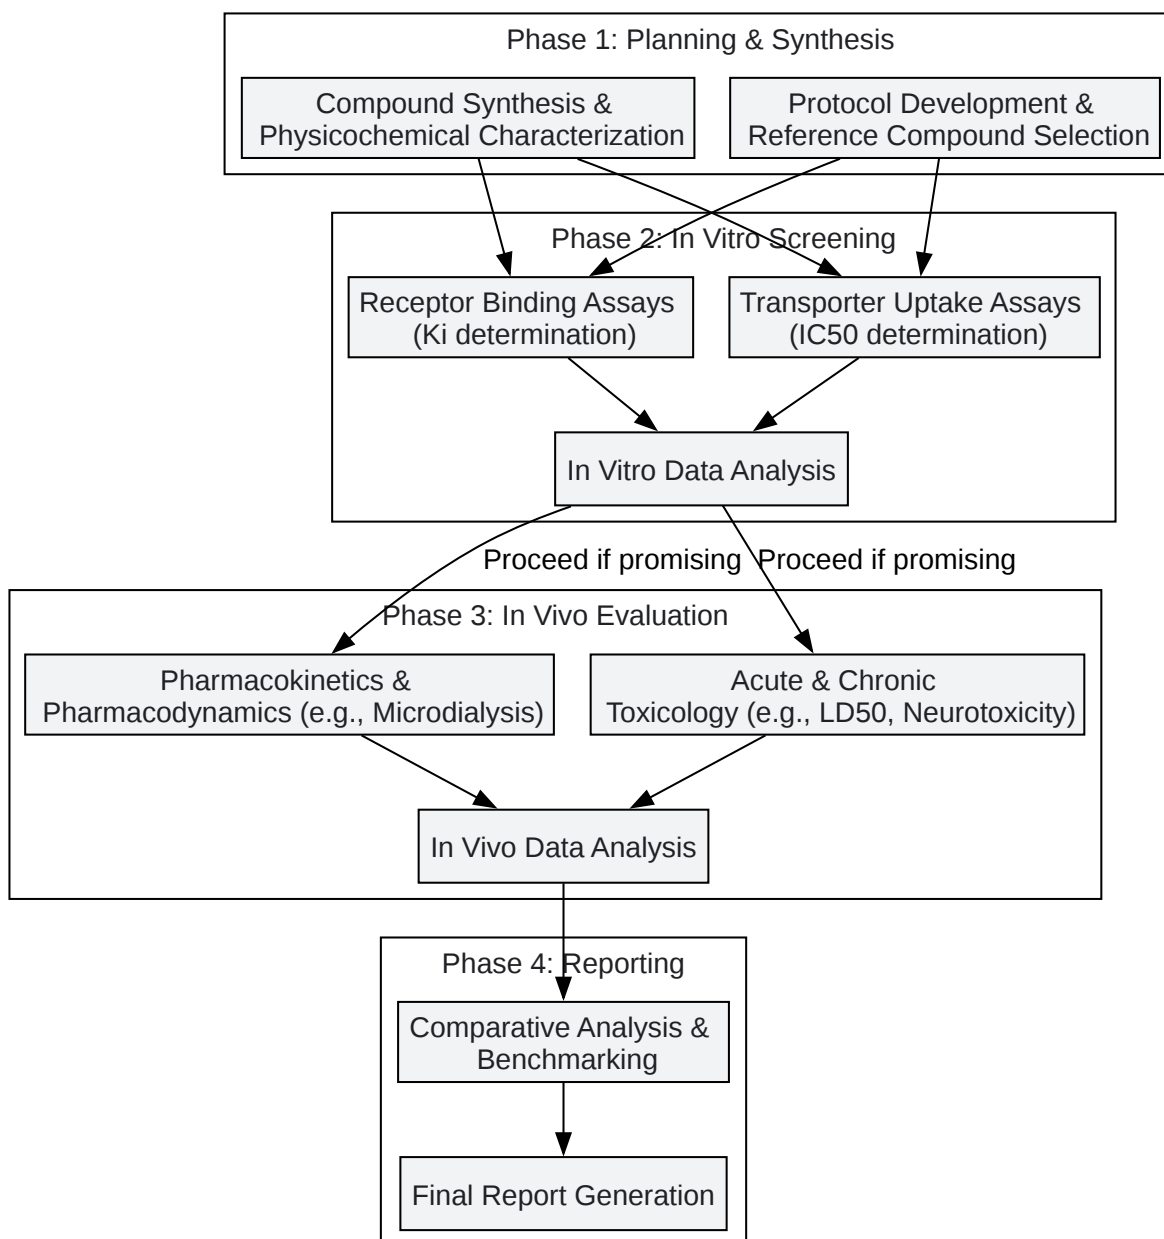 Phase 1: Planning & Synthesis
Compound Synthesis &
Physicochemical Characterization
Protocol Development &
Reference Compound Selection
Phase 2: In Vitro Screening
Receptor Binding Assays
(Ki determination)
Transporter Uptake Assays
(IC50 determination)
In Vitro Data Analysis
Proceed if promising
Proceed if promising
Phase 3: In Vivo Evaluation
Pharmacokinetics &
Pharmacodynamics (e.g., Microdialysis)
Acute & Chronic
Toxicology (e.g., LD50, Neurotoxicity)
In Vivo Data Analysis
Phase 4: Reporting
Comparative Analysis &
Benchmarking
Final Report Generation